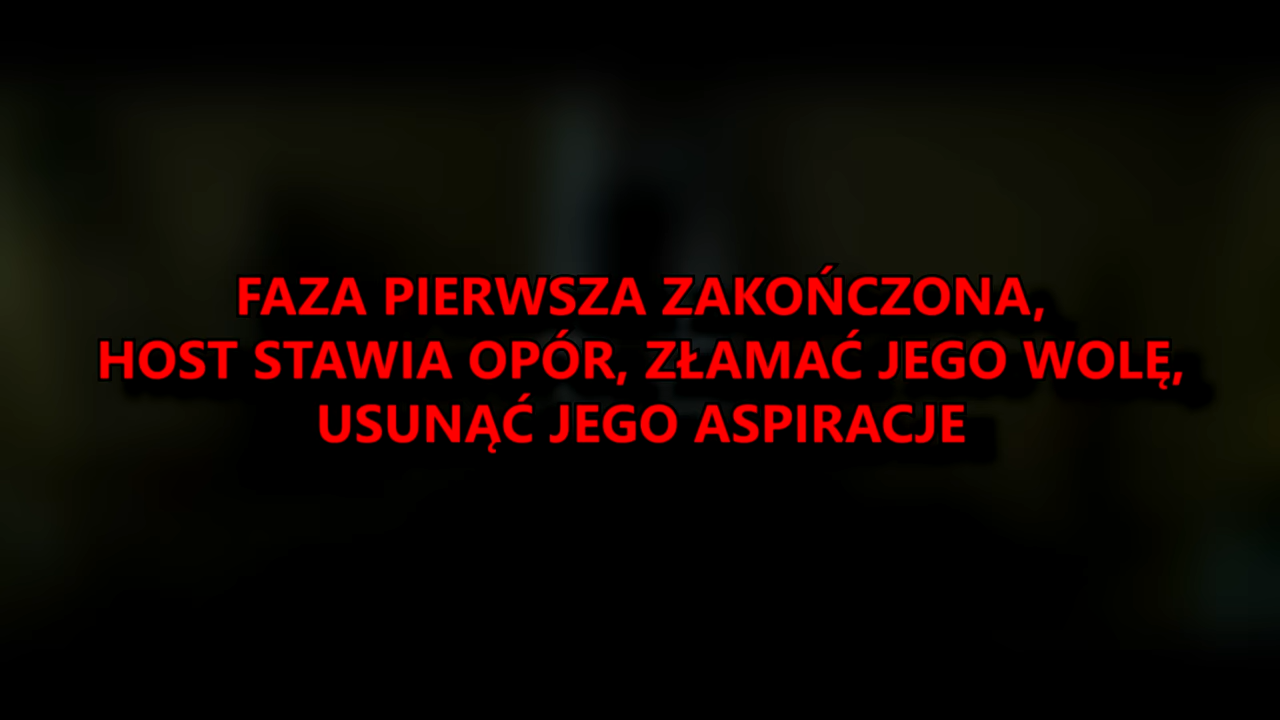 FAZA PIERWSZA ZAKOŃCZONA,
HOST STAWIA OPÓR, ZŁAMAĆ JEGO WOLĘ,
USUNĄĆ JEGO ASPIRACJE